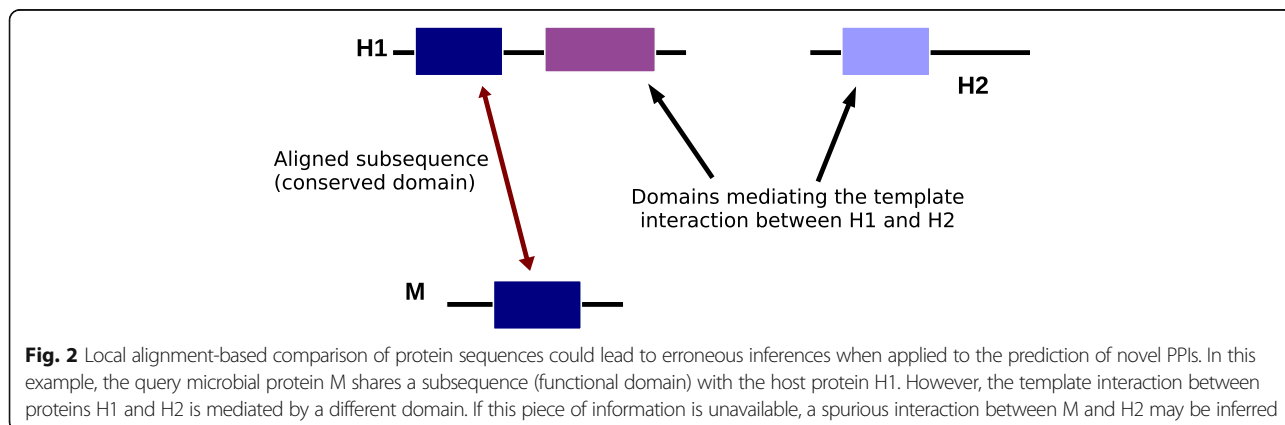 H1
H2
Aligned subsequence
(conserved domain)
Domains mediating the template
interaction between H1 and H2
M
Fig. 2 Local alignment-based comparison of protein sequences could lead to erroneous inferences when applied to the prediction of novel PPIs. In this
example, the query microbial protein M shares a subsequence (functional domain) with the host protein H1. However, the template interaction between
proteins H1 and H2 is mediated by a different domain. If this piece of information is unavailable, a spurious interaction between M and H2 may be inferred